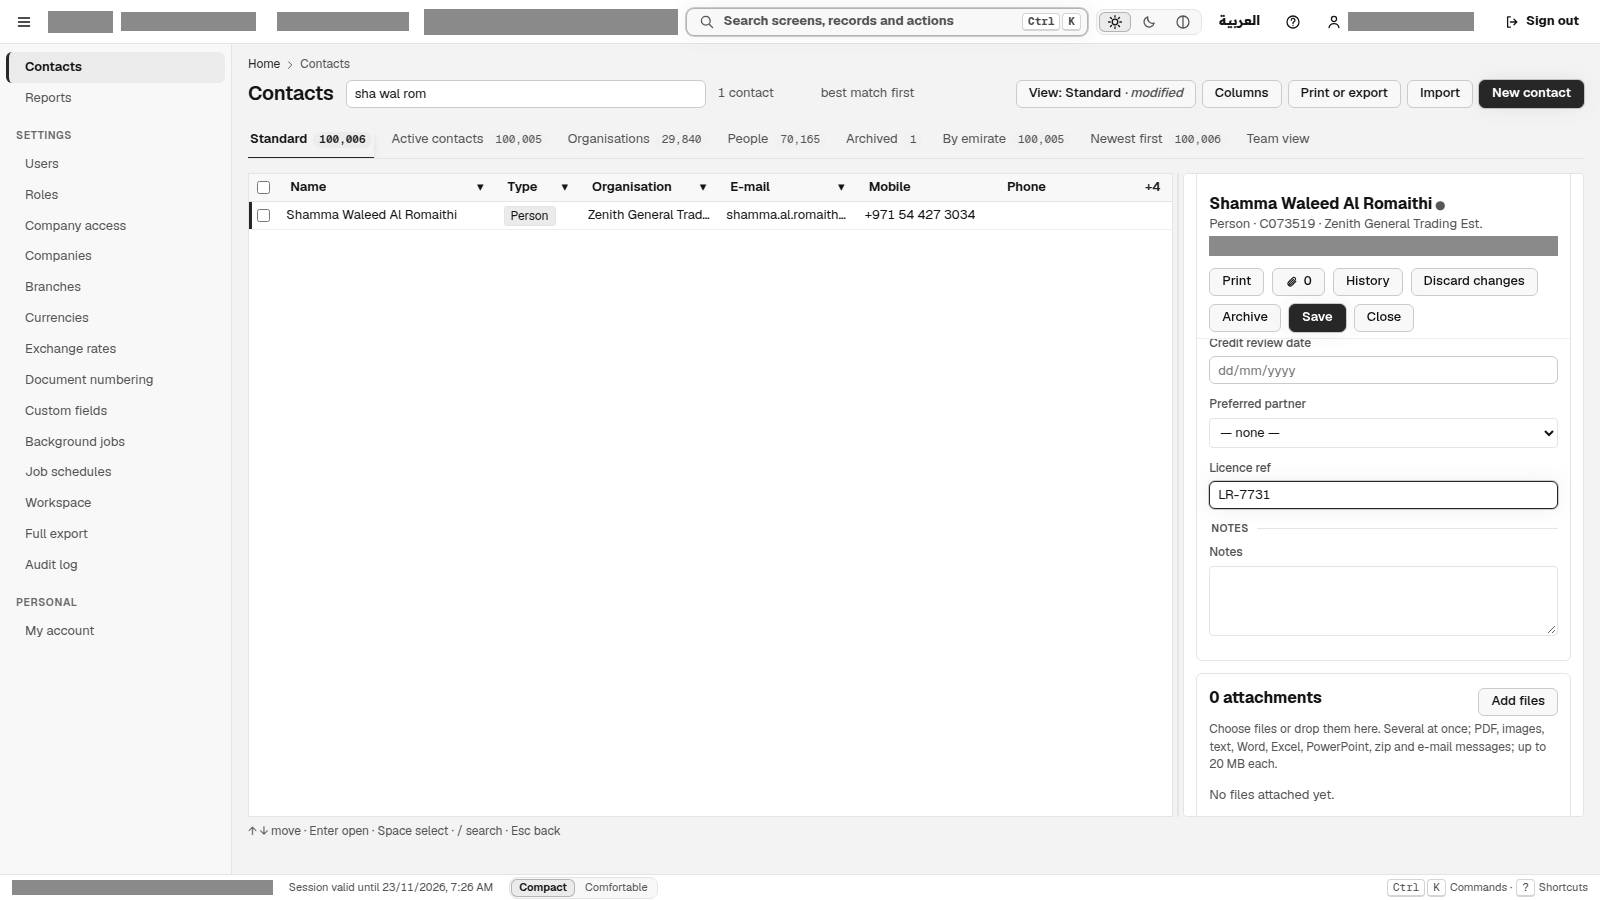 Search screens, records and actions Ctrl K العربية Sign out
Contacts
Reports
SETTINGS
Users
Roles
Company access
Companies
Branches
Currencies
Exchange rates
Document numbering
Custom fields
Background jobs
Job schedules
Workspace
Full export
Audit log
PERSONAL
My account
Home Contacts
Contacts sha wal rom 1 contact best match first View: Standard · modified Columns Print or export Import New contact
Standard 100,006 Active contacts 100,005 Organisations 29,840 People 70,165 Archived 1 By emirate 100,005 Newest first 100,006 Team view
Name ▼ Type ▼ Organisation ▼ E-mail ▼ Mobile Phone +4
Shamma Waleed Al Romaithi Person Zenith General Trad… shamma.al.romaith… +971 54 427 3034
↑ ↓ move · Enter open · Space select · / search · Esc back
Shamma Waleed Al Romaithi
Person · C073519 · Zenith General Trading Est.
Print 0 History Discard changes
Archive Save Close
Credit review date
dd/mm/yyyy
Preferred partner
— none —
Licence ref
LR-7731
NOTES
Notes
0 attachments Add files
Choose files or drop them here. Several at once; PDF, images,
text, Word, Excel, PowerPoint, zip and e-mail messages; up to
20 MB each.
No files attached yet.
Session valid until 23/11/2026, 7:26 AM Compact Comfortable Ctrl K Commands · ? Shortcuts